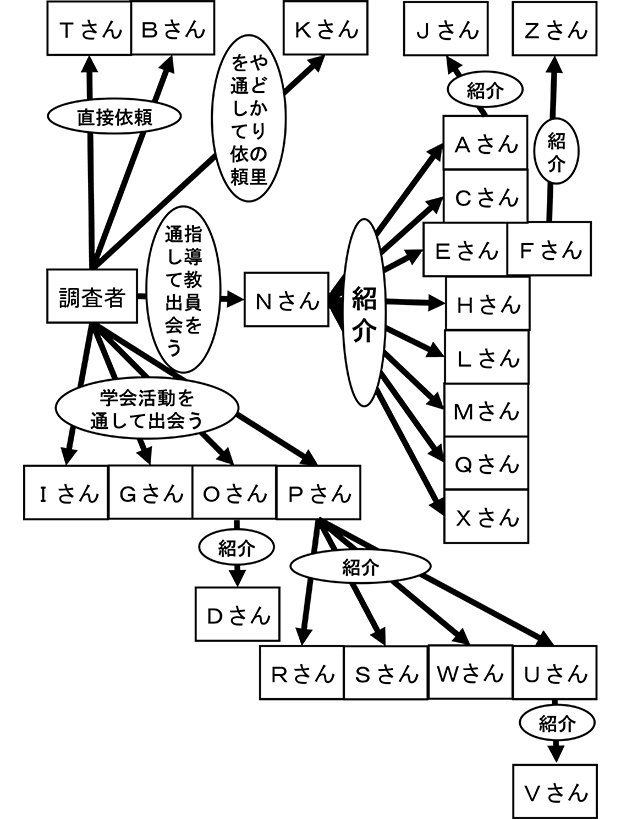 Ｔさん
Ｂさん
Ｋさん
Ｊさん
Ｚさん
直接依頼
やどかりの里
を通して依頼
紹介
紹
介
Ａさん
Ｃさん
Ｅさん
Ｆさん
調査者
指導教員を
通して出会
う
Ｎさん
紹
介
Ｈさん
Ｌさん
Ｍさん
Ｑさん
Ｘさん
学会活動を
通して出会う
Ｉさん
Ｇさん
Ｏさん
Ｐさん
紹介
紹介
Ｄさん
Ｒさん
Ｓさん
Ｗさん
Ｕさん
紹介
Ｖさん